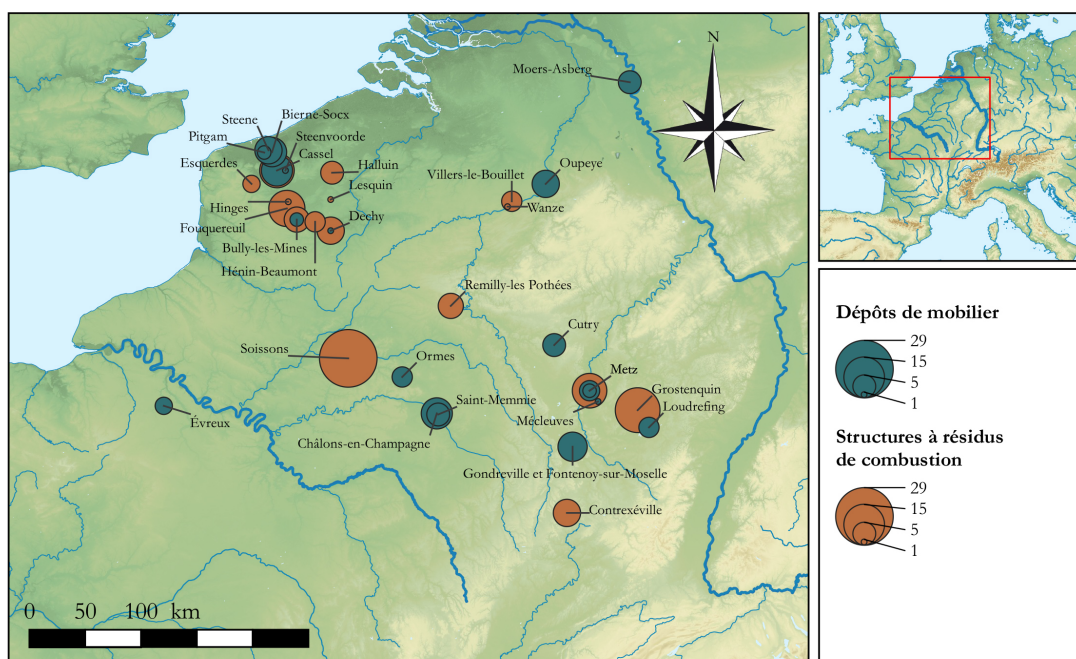 N
Moers-Asberg
Bierne-Socx
Steene
Steenvoorde
Pitgam
Cassel
Esquerdes
Halluin
Oupeye
Villers-le-Bouillet
Lesquin
Hinges
Wanze
Fouquereuil
Dechy
Bully-les-Mines
Hénin-Beaumont
Remilly-les Pothées
Cutry
Soissons
Ormes
Metz
Grostenquin
Saint-Memmie
Loudrefing
Mécleuves
Évreux
Châlons-en-Champagne
Gondreville et Fontenoy-sur-Moselle
Contrexéville
0 50 100 km
Dépôts de mobilier
29
15
5
1
Structures à résidus
de combustion
29
15
5
1